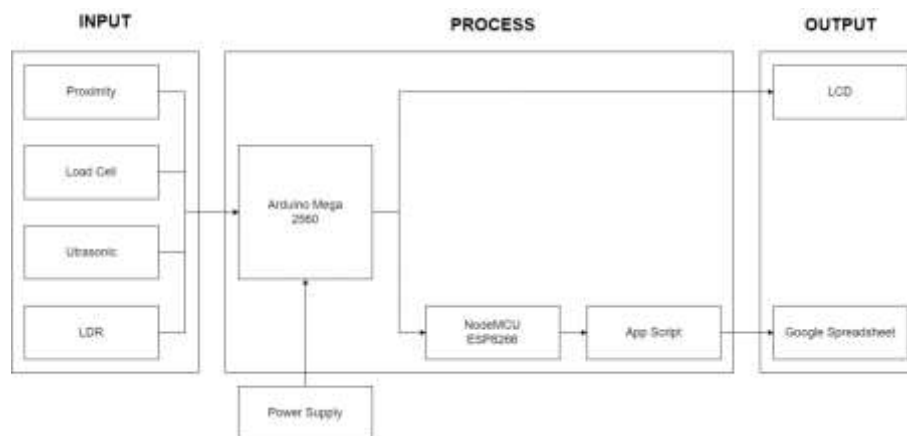 INPUT
PROCESS
OUTPUT
Proximity
Load Cell
Utrasonic
LDR
Arduino Mega
2560
NodeMCU
ESP8266
App Script
Power Supply
LCD
Google Spreadsheet